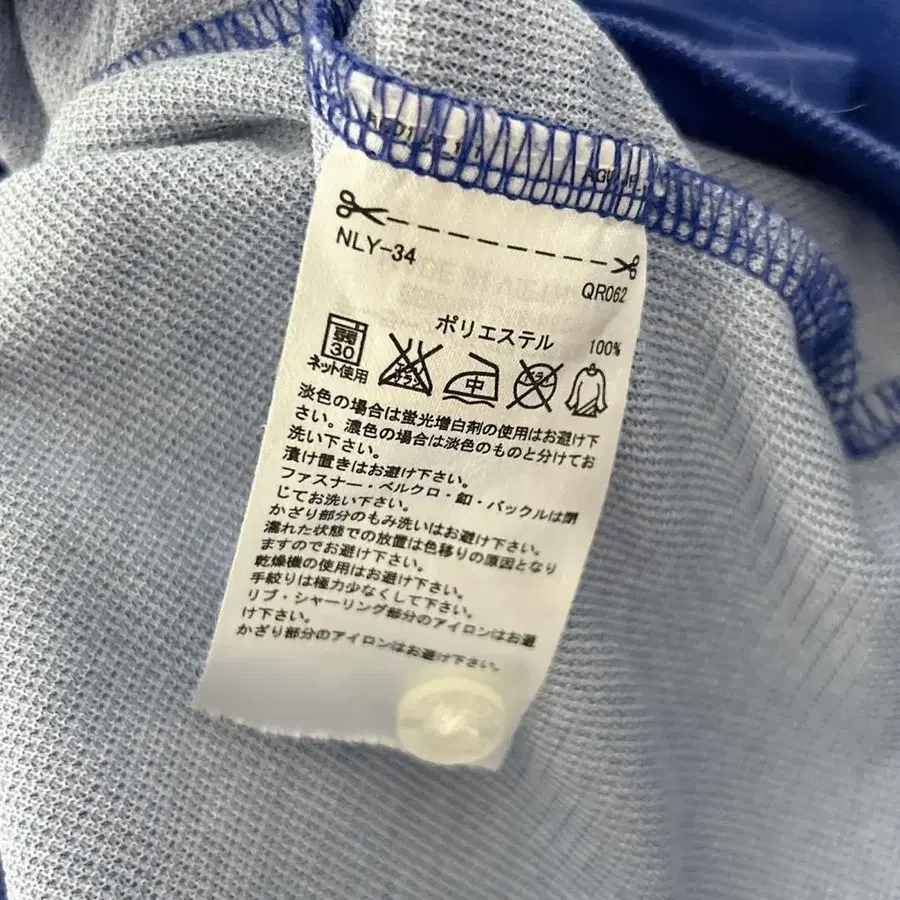 NLY-34
QR062
ポリエステル 100%
弱
30
ネット使用
中
淡色の場合は蛍光増白剤の使用はお避け下
さい。濃色の場合は淡色のものと分けてお
洗い下さい。
漬け置きはお避け下さい。
ファスナー・ベルクロ・釦・バックルは閉
じてお洗い下さい。
かざり部分のもみ洗いはお避け下さい。
濡れた状態での放置は色移りの原因となり
ますのでお避け下さい。
乾燥機の使用はお避け下さい。
手絞りは極力少なくして下さい。
リブ・シャーリング部分のアイロンはお避
け下さい。
かざり部分のアイロンはお避け下さい。